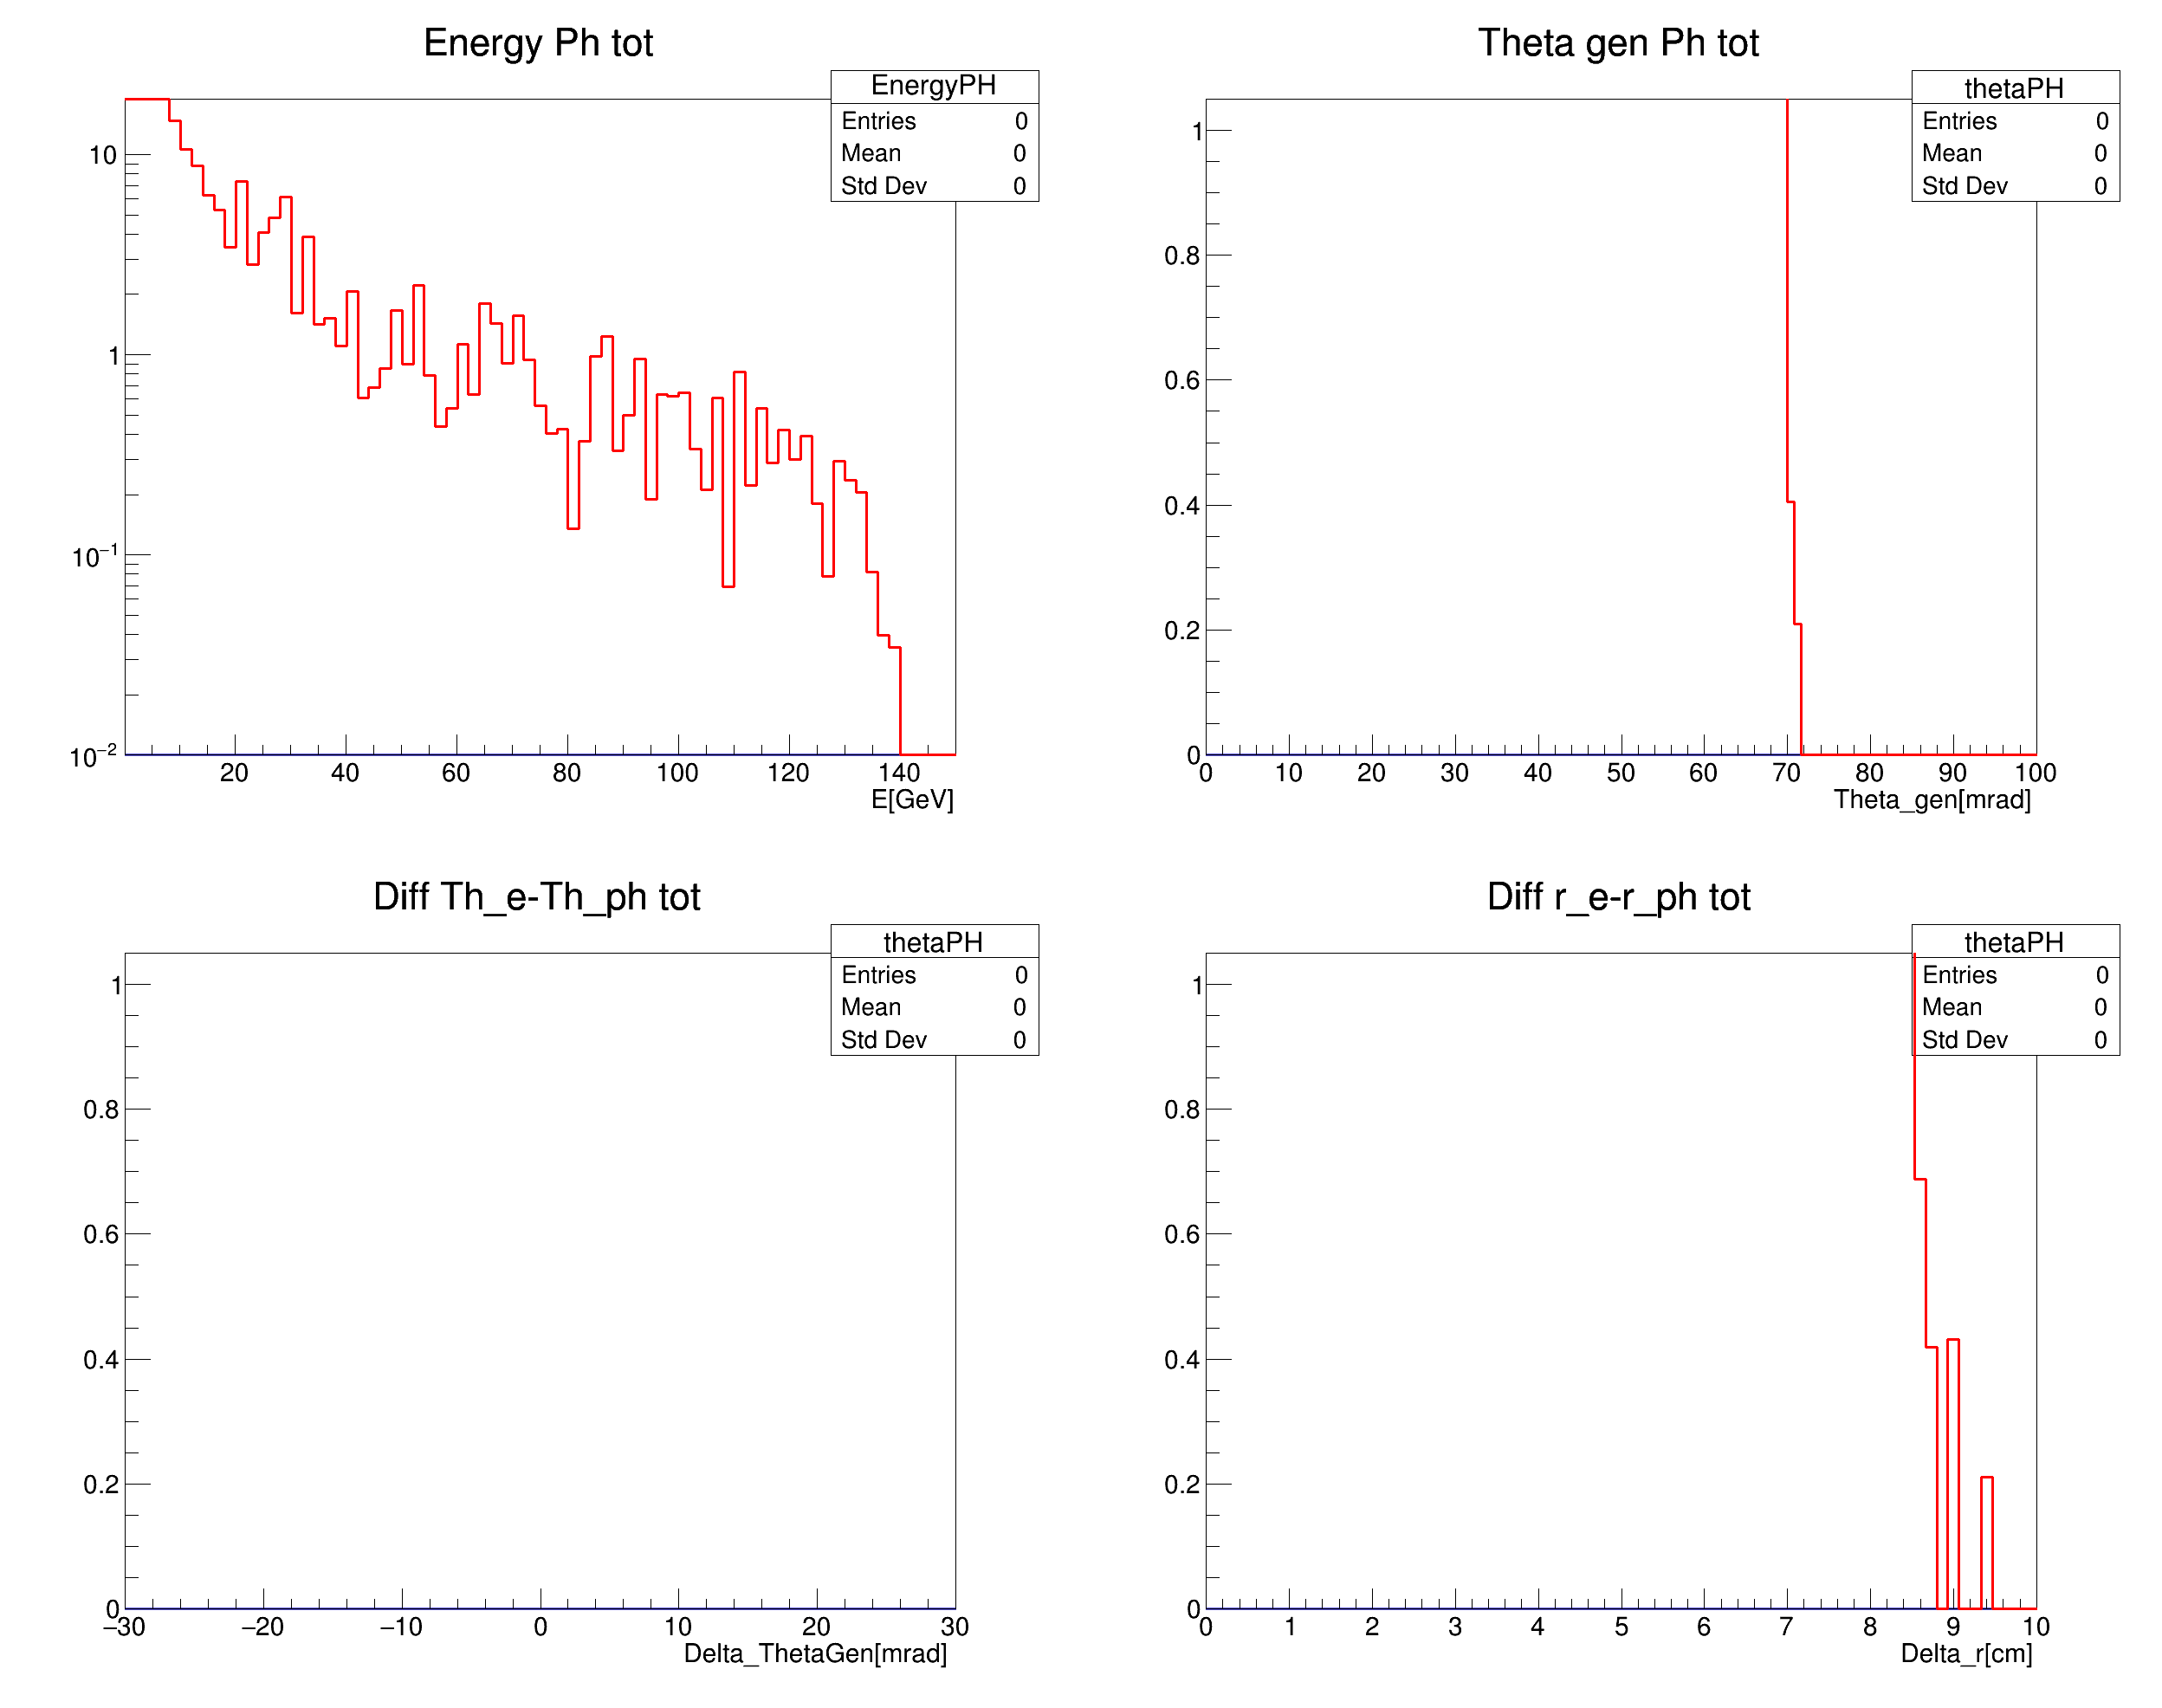 Energy Ph tot
EnergyPH
Entries 0
Mean 0
Std Dev 0
10
1
10−1
10−2
20 40 60 80 100 120 140
E[GeV]
Theta gen Ph tot
thetaPH
Entries 0
Mean 0
Std Dev 0
1
0.8
0.6
0.4
0.2
0
0 10 20 30 40 50 60 70 80 90 100
Theta_gen[mrad]
Diff Th_e-Th_ph tot
thetaPH
Entries 0
Mean 0
Std Dev 0
1
0.8
0.6
0.4
0.2
0
−30 −20 −10 0 10 20 30
Delta_ThetaGen[mrad]
Diff r_e-r_ph tot
thetaPH
Entries 0
Mean 0
Std Dev 0
1
0.8
0.6
0.4
0.2
0
0 1 2 3 4 5 6 7 8 9 10
Delta_r[cm]